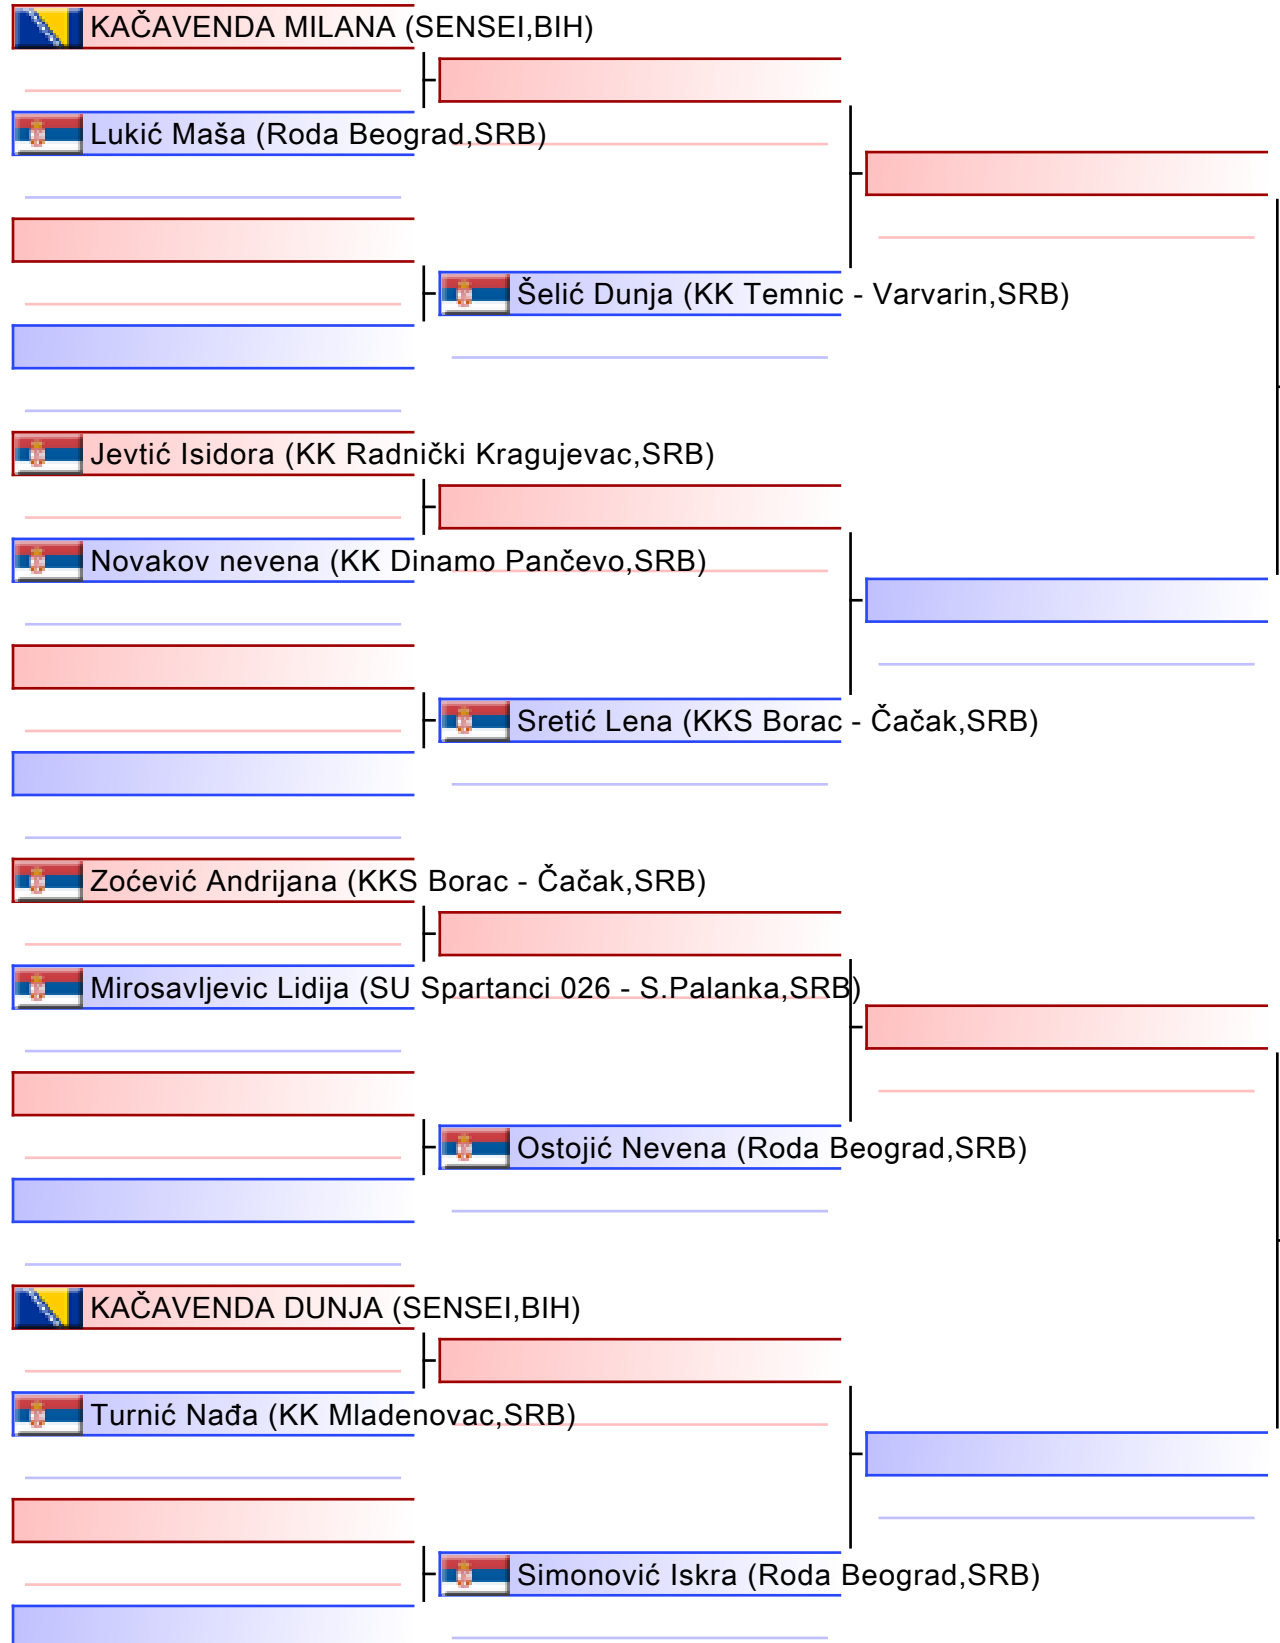 KAČAVENDA MILANA (SENSEI,BIH)
Lukić Maša (Roda Beograd,SRB)
Šelić Dunja (KK Temnic - Varvarin,SRB)
Jevtić Isidora (KK Radnički Kragujevac,SRB)
Novakov nevena (KK Dinamo Pančevo,SRB)
Sretić Lena (KKS Borac - Čačak,SRB)
Zoćević Andrijana (KKS Borac - Čačak,SRB)
Mirosavljevic Lidija (SU Spartanci 026 - S.Palanka,SRB)
Ostojić Nevena (Roda Beograd,SRB)
KAČAVENDA DUNJA (SENSEI,BIH)
Turnić Nađa (KK Mladenovac,SRB)
Simonović Iskra (Roda Beograd,SRB)